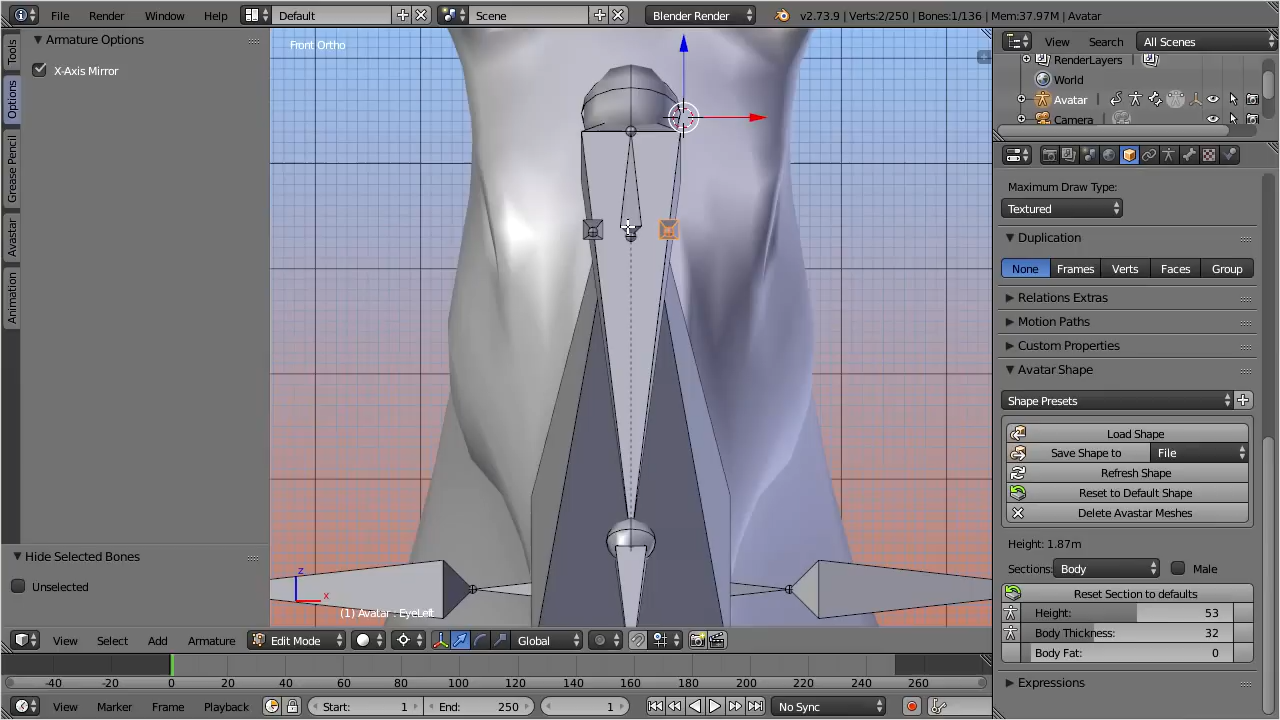 File Render Window Help Default Scene Blender Render v2.73.9 | Verts:2/250 | Bones:1/136 | Mem:37.97M | Avatar
Armature Options
X-Axis Mirror
Tools
Options
Grease Pencil
Avastar
Animation
Hide Selected Bones
Unselected
Front Ortho
z
x
(1) Avatar : EyeLeft
View Select Add Armature Edit Mode Global
-40 -20 0 20 40 60 80 100 120 140 160 180 200 220 240 260
View Marker Frame Playback Start: 1 End: 250 1 No Sync
View Search All Scenes
RenderLayers
World
Avatar
Camera
Maximum Draw Type:
Textured
Duplication
None Frames Verts Faces Group
Relations Extras
Motion Paths
Custom Properties
Avatar Shape
Shape Presets
Load Shape
Save Shape to File
Refresh Shape
Reset to Default Shape
Delete Avastar Meshes
Height: 1.87m
Sections: Body Male
Reset Section to defaults
Height: 53
Body Thickness: 32
Body Fat: 0
Expressions